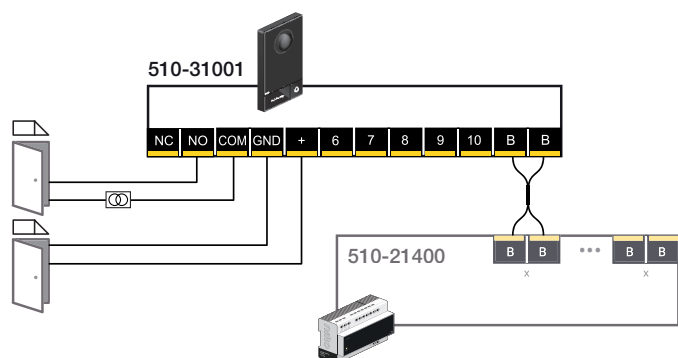 510-31001
NC NO COM GND + 6 7 8 9 10 B B
510-21400
B B ••• B B
x x